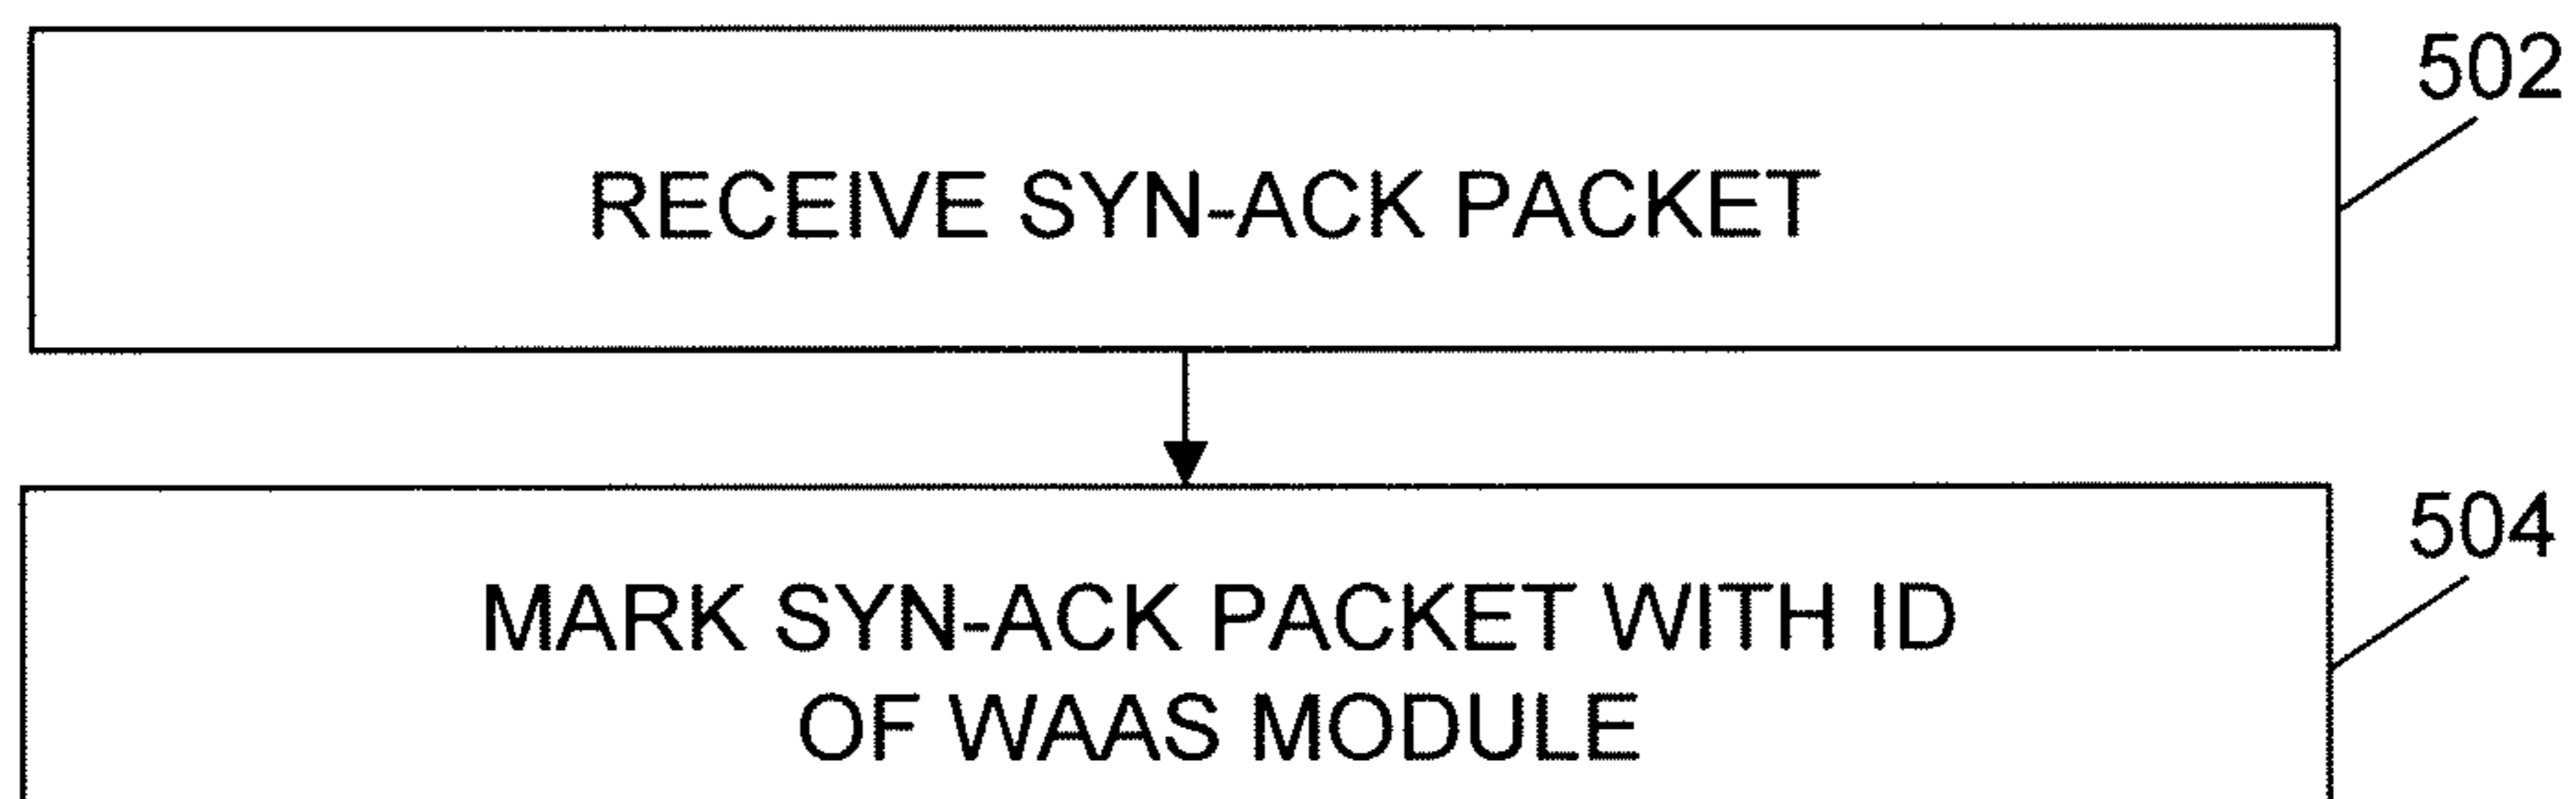 502
RECEIVE SYN-ACK PACKET
504
MARK SYN-ACK PACKET WITH ID
OF WAAS MODULE